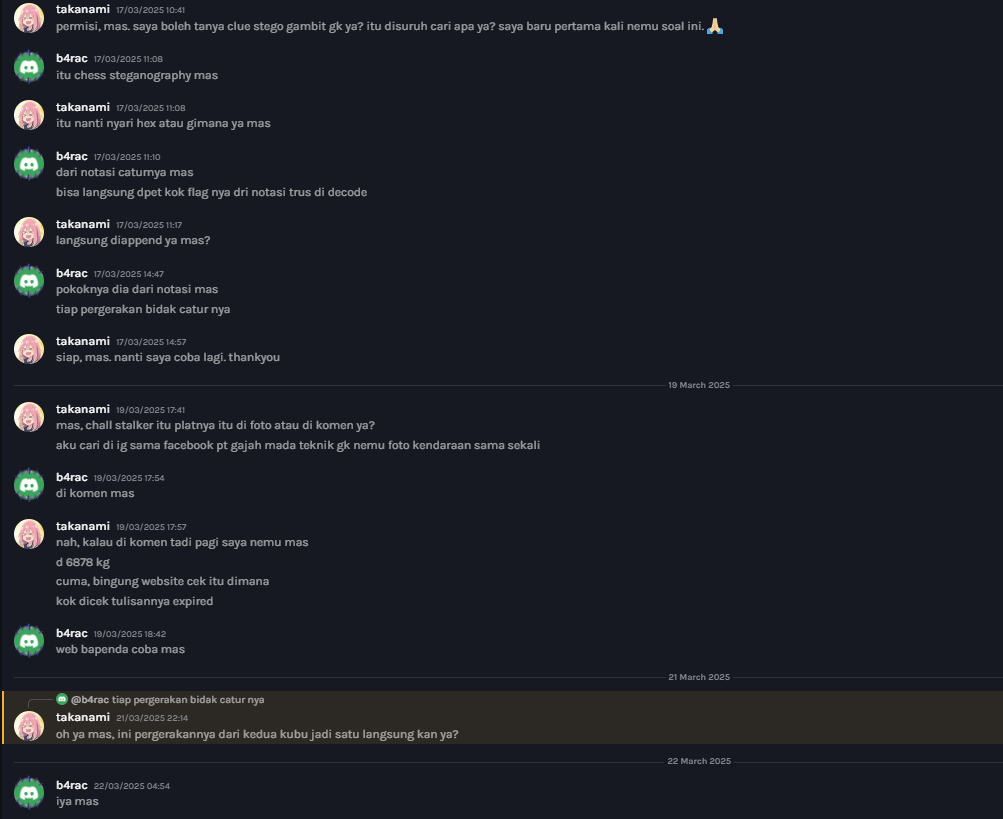 takanami 17/03/2025 10:41
permisi, mas. saya boleh tanya clue stego gambit gk ya? itu disuruh cari apa ya? saya baru pertama kali nemu soal ini. 🙏🏻
b4rac 17/03/2025 11:08
itu chess steganography mas
takanami 17/03/2025 11:08
itu nanti nyari hex atau gimana ya mas
b4rac 17/03/2025 11:10
dari notasi caturnya mas
bisa langsung dpet kok flag nya dri notasi trus di decode
takanami 17/03/2025 11:17
langsung diappend ya mas?
b4rac 17/03/2025 14:47
pokoknya dia dari notasi mas
tiap pergerakan bidak catur nya
takanami 17/03/2025 14:57
siap, mas. nanti saya coba lagi. thankyou
19 March 2025
takanami 19/03/2025 17:41
mas, chall stalker itu platnya itu di foto atau di komen ya?
aku cari di ig sama facebook pt gajah mada teknik gk nemu foto kendaraan sama sekali
b4rac 19/03/2025 17:54
di komen mas
takanami 19/03/2025 17:57
nah, kalau di komen tadi pagi saya nemu mas
d 6878 kg
cuma, bingung website cek itu dimana
kok dicek tulisannya expired
b4rac 19/03/2025 18:42
web bapenda coba mas
21 March 2025
@b4rac tiap pergerakan bidak catur nya
takanami 21/03/2025 22:14
oh ya mas, ini pergerakannya dari kedua kubu jadi satu langsung kan ya?
22 March 2025
b4rac 22/03/2025 04:54
iya mas